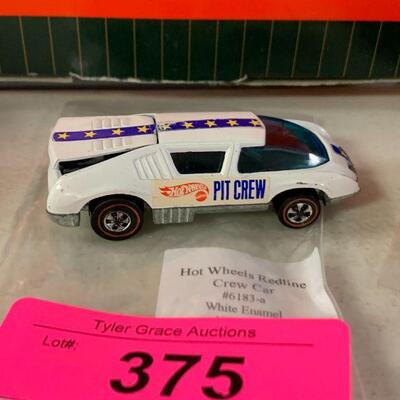 Hot Wheels
PIT CREW
Hot Wheels Redline
Crew Car
#6183-a
White Enamel
Tyler Grace Auctions
Lot#:
375